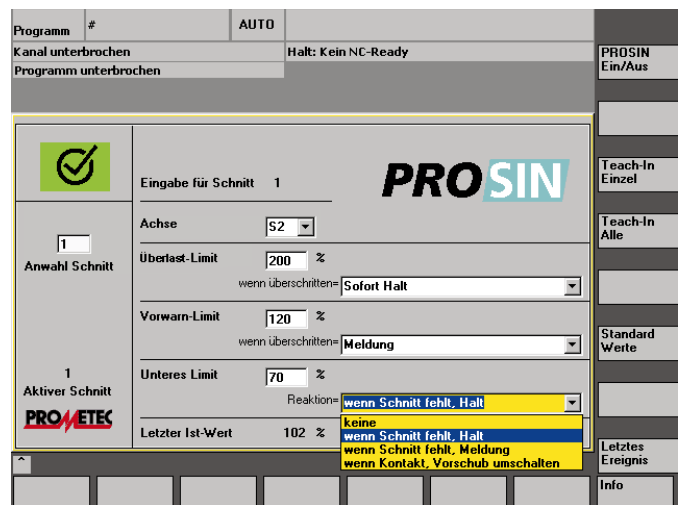 Programm # AUTO
Kanal unterbrochen Halt: Kein NC-Ready
Programm unterbrochen
PROSIN
Ein/Aus
Teach-In
Einzel
Teach-In
Alle
Standard
Werte
Letztes
Ereignis
Info
1
Anwahl Schnitt
1
Aktiver Schnitt
PROMETEC
Eingabe für Schnitt 1
PROSIN
Achse S2
Überlast-Limit 200 %
wenn überschritten= Sofort Halt
Vorwarn-Limit 120 %
wenn überschritten= Meldung
Unteres Limit 70 %
Reaktion= wenn Schnitt fehlt, Halt
keine
wenn Schnitt fehlt, Halt
wenn Schnitt fehlt, Meldung
wenn Kontakt, Vorschub umschalten
Letzter Ist-Wert 102 %
^